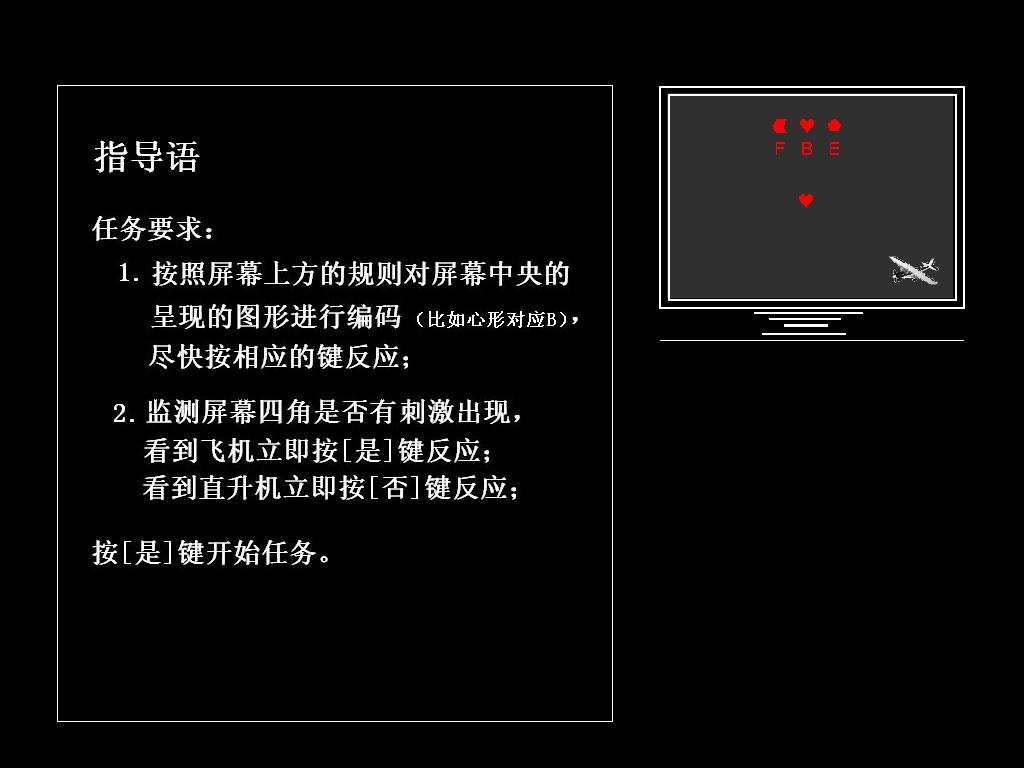 指导语
任务要求：
1. 按照屏幕上方的规则对屏幕中央的
呈现的图形进行编码（比如心形对应B），
尽快按相应的键反应；
2. 监测屏幕四角是否有刺激出现，
看到飞机立即按[是]键反应；
看到直升机立即按[否]键反应；
按[是]键开始任务。
F B E